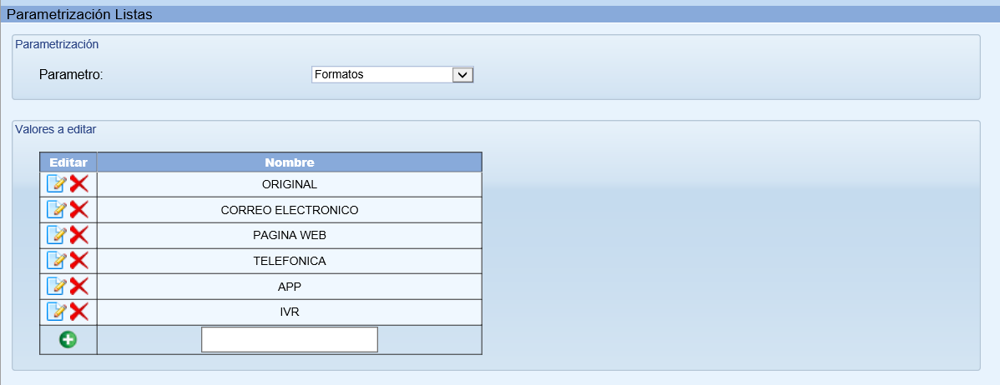 Parametrización Listas
Parametrización
Parametro:
Formatos
Valores a editar
Editar Nombre
ORIGINAL
CORREO ELECTRONICO
PAGINA WEB
TELEFONICA
APP
IVR